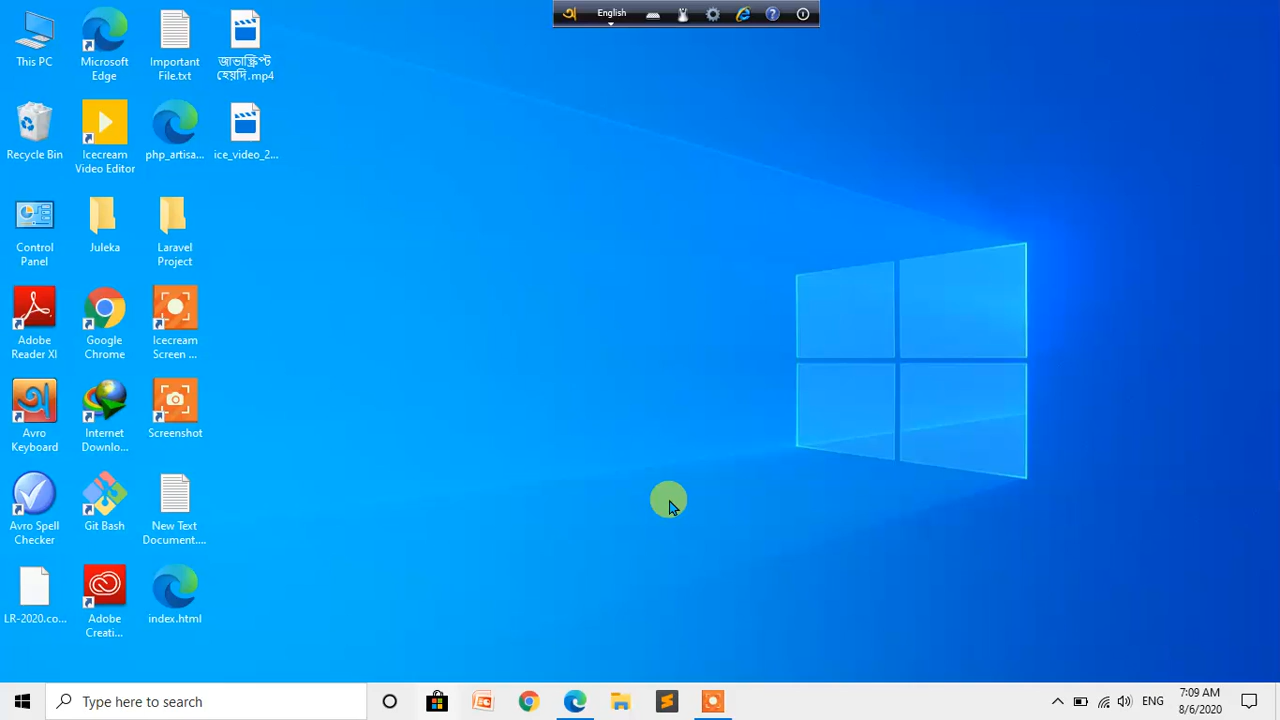 অ English
This PC
Microsoft
Edge
Important
File.txt
জাভাস্ক্রিপ্ট
হেয়দি.mp4
Recycle Bin
Icecream
Video Editor
php_artisa...
ice_video_2...
Control
Panel
Juleka
Laravel
Project
Adobe
Reader XI
Google
Chrome
Icecream
Screen ...
অ
Avro
Keyboard
Internet
Downlo...
Screenshot
Avro Spell
Checker
Git Bash
New Text
Document....
LR-2020.co...
Adobe
Creati...
index.html
Type here to search
ENG
7:09 AM
8/6/2020